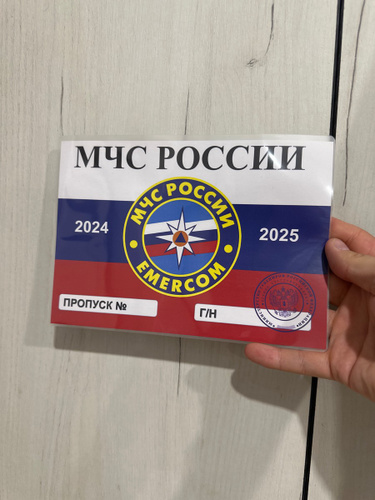 МЧС РОССИИ
МЧС РОССИИ
2024
2025
EMERCOM
ПРОПУСК №
Г/Н